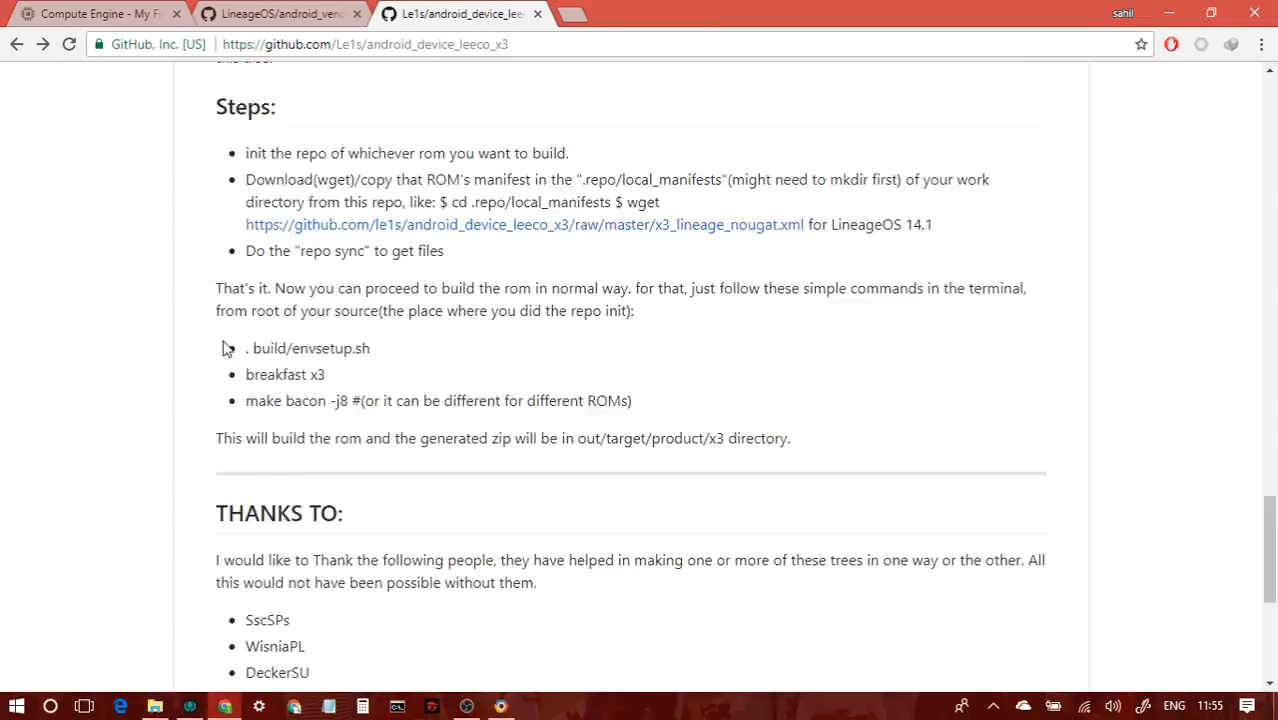 Compute Engine - My F
LineageOS/android_ven
Le1s/android_device_lee
sahil
GitHub, Inc. [US]
https://github.com/Le1s/android_device_leeco_x3
Steps:
init the repo of whichever rom you want to build.
Download(wget)/copy that ROM's manifest in the ".repo/local_manifests"(might need to mkdir first) of your work
directory from this repo, like: $ cd .repo/local_manifests $ wget
https://github.com/le1s/android_device_leeco_x3/raw/master/x3_lineage_nougat.xml for LineageOS 14.1
Do the "repo sync" to get files
That's it. Now you can proceed to build the rom in normal way. for that, just follow these simple commands in the terminal,
from root of your source(the place where you did the repo init):
. build/envsetup.sh
breakfast x3
make bacon -j8 #(or it can be different for different ROMs)
This will build the rom and the generated zip will be in out/target/product/x3 directory.
THANKS TO:
I would like to Thank the following people, they have helped in making one or more of these trees in one way or the other. All
this would not have been possible without them.
SscSPs
WisniaPL
DeckerSU
ENG
11:55